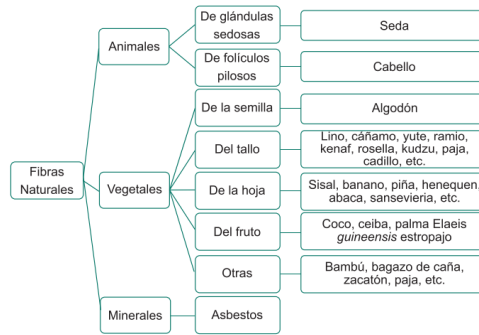 De glándulas
sedosas
Seda
Animales
De folículos
pilosos
Cabello
De la semilla
Algodón
Del tallo
Lino, cáñamo, yute, ramio,
kenaf, rosella, kudzu, paja,
cadillo, etc.
Fibras
Naturales
Vegetales
De la hoja
Sisal, banano, piña, henequen,
abaca, sansevieria, etc.
Del fruto
Coco, ceiba, palma Elaeis
guineensis estropajo
Otras
Bambú, bagazo de caña,
zacatón, paja, etc.
Minerales
Asbestos